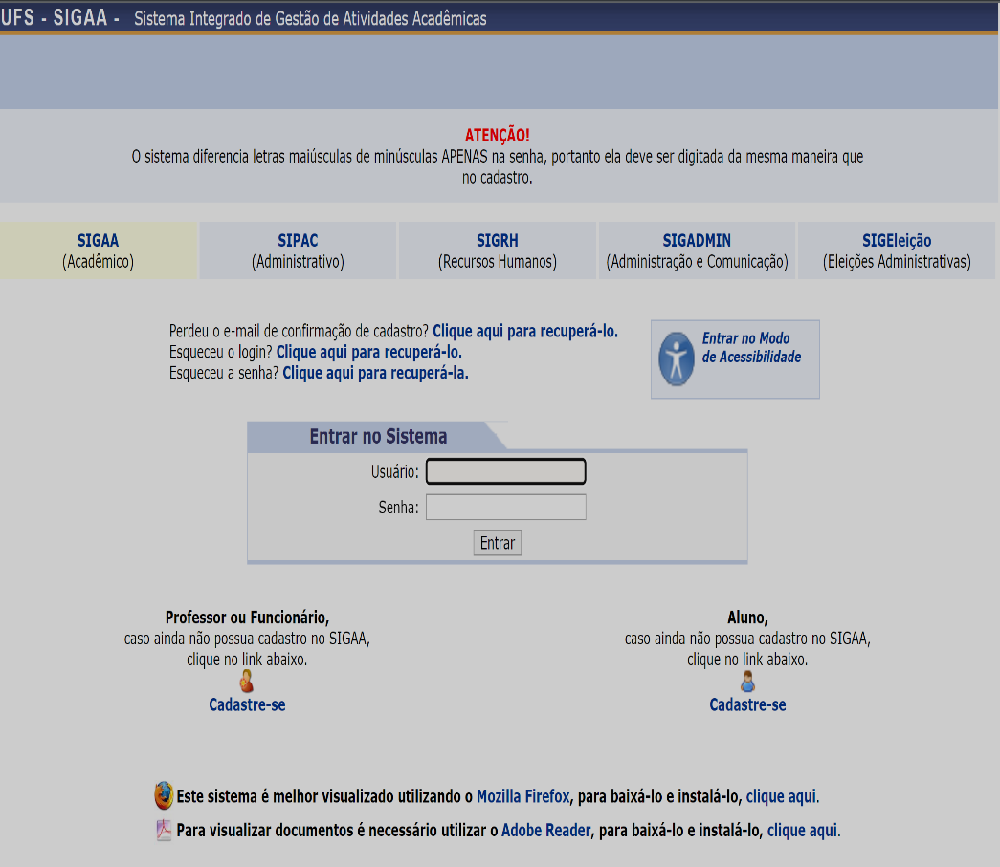 UFS - SIGAA - Sistema Integrado de Gestão de Atividades Acadêmicas
ATENÇÃO!
O sistema diferencia letras maiúsculas de minúsculas APENAS na senha, portanto ela deve ser digitada da mesma maneira que
no cadastro.
SIGAA
(Acadêmico)
SIPAC
(Administrativo)
SIGRH
(Recursos Humanos)
SIGADMIN
(Administração e Comunicação)
SIGEleição
(Eleições Administrativas)
Perdeu o e-mail de confirmação de cadastro? Clique aqui para recuperá-lo.
Esqueceu o login? Clique aqui para recuperá-lo.
Esqueceu a senha? Clique aqui para recuperá-la.
Entrar no Modo
de Acessibilidade
Entrar no Sistema
Usuário:
Senha:
Entrar
Professor ou Funcionário,
caso ainda não possua cadastro no SIGAA,
clique no link abaixo.
Cadastre-se
Aluno,
caso ainda não possua cadastro no SIGAA,
clique no link abaixo.
Cadastre-se
Este sistema é melhor visualizado utilizando o Mozilla Firefox, para baixá-lo e instalá-lo, clique aqui.
Para visualizar documentos é necessário utilizar o Adobe Reader, para baixá-lo e instalá-lo, clique aqui.